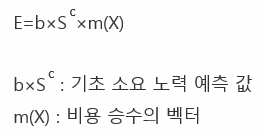 E=b×S^c×m(X)
b×S^c : 기초 소요 노력 예측 값
m(X) : 비용 승수의 벡터